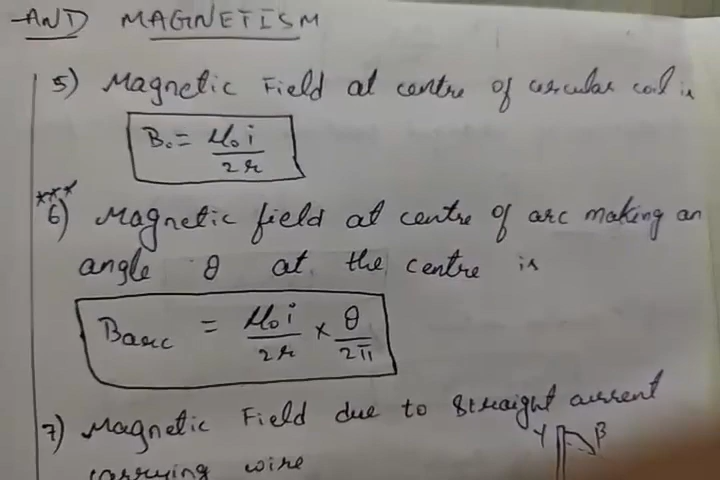 AND MAGNETISM
5) Magnetic Field at centre of circular coil is
B₀ = μ₀i / 2r
***
6) Magnetic field at centre of arc making an
angle θ at the centre is
Barc = μ₀i / 2r × θ / 2π
7) Magnetic Field due to straight current
Y B
carrying wire